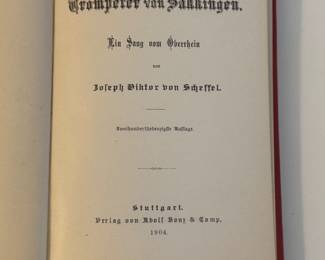 Trompeter von Säkkingen.
Ein Sang vom Oberrhein
von
Joseph Viktor von Scheffel.
Stuttgart.
Verlag von Adolf Bonz & Comp.
1904.